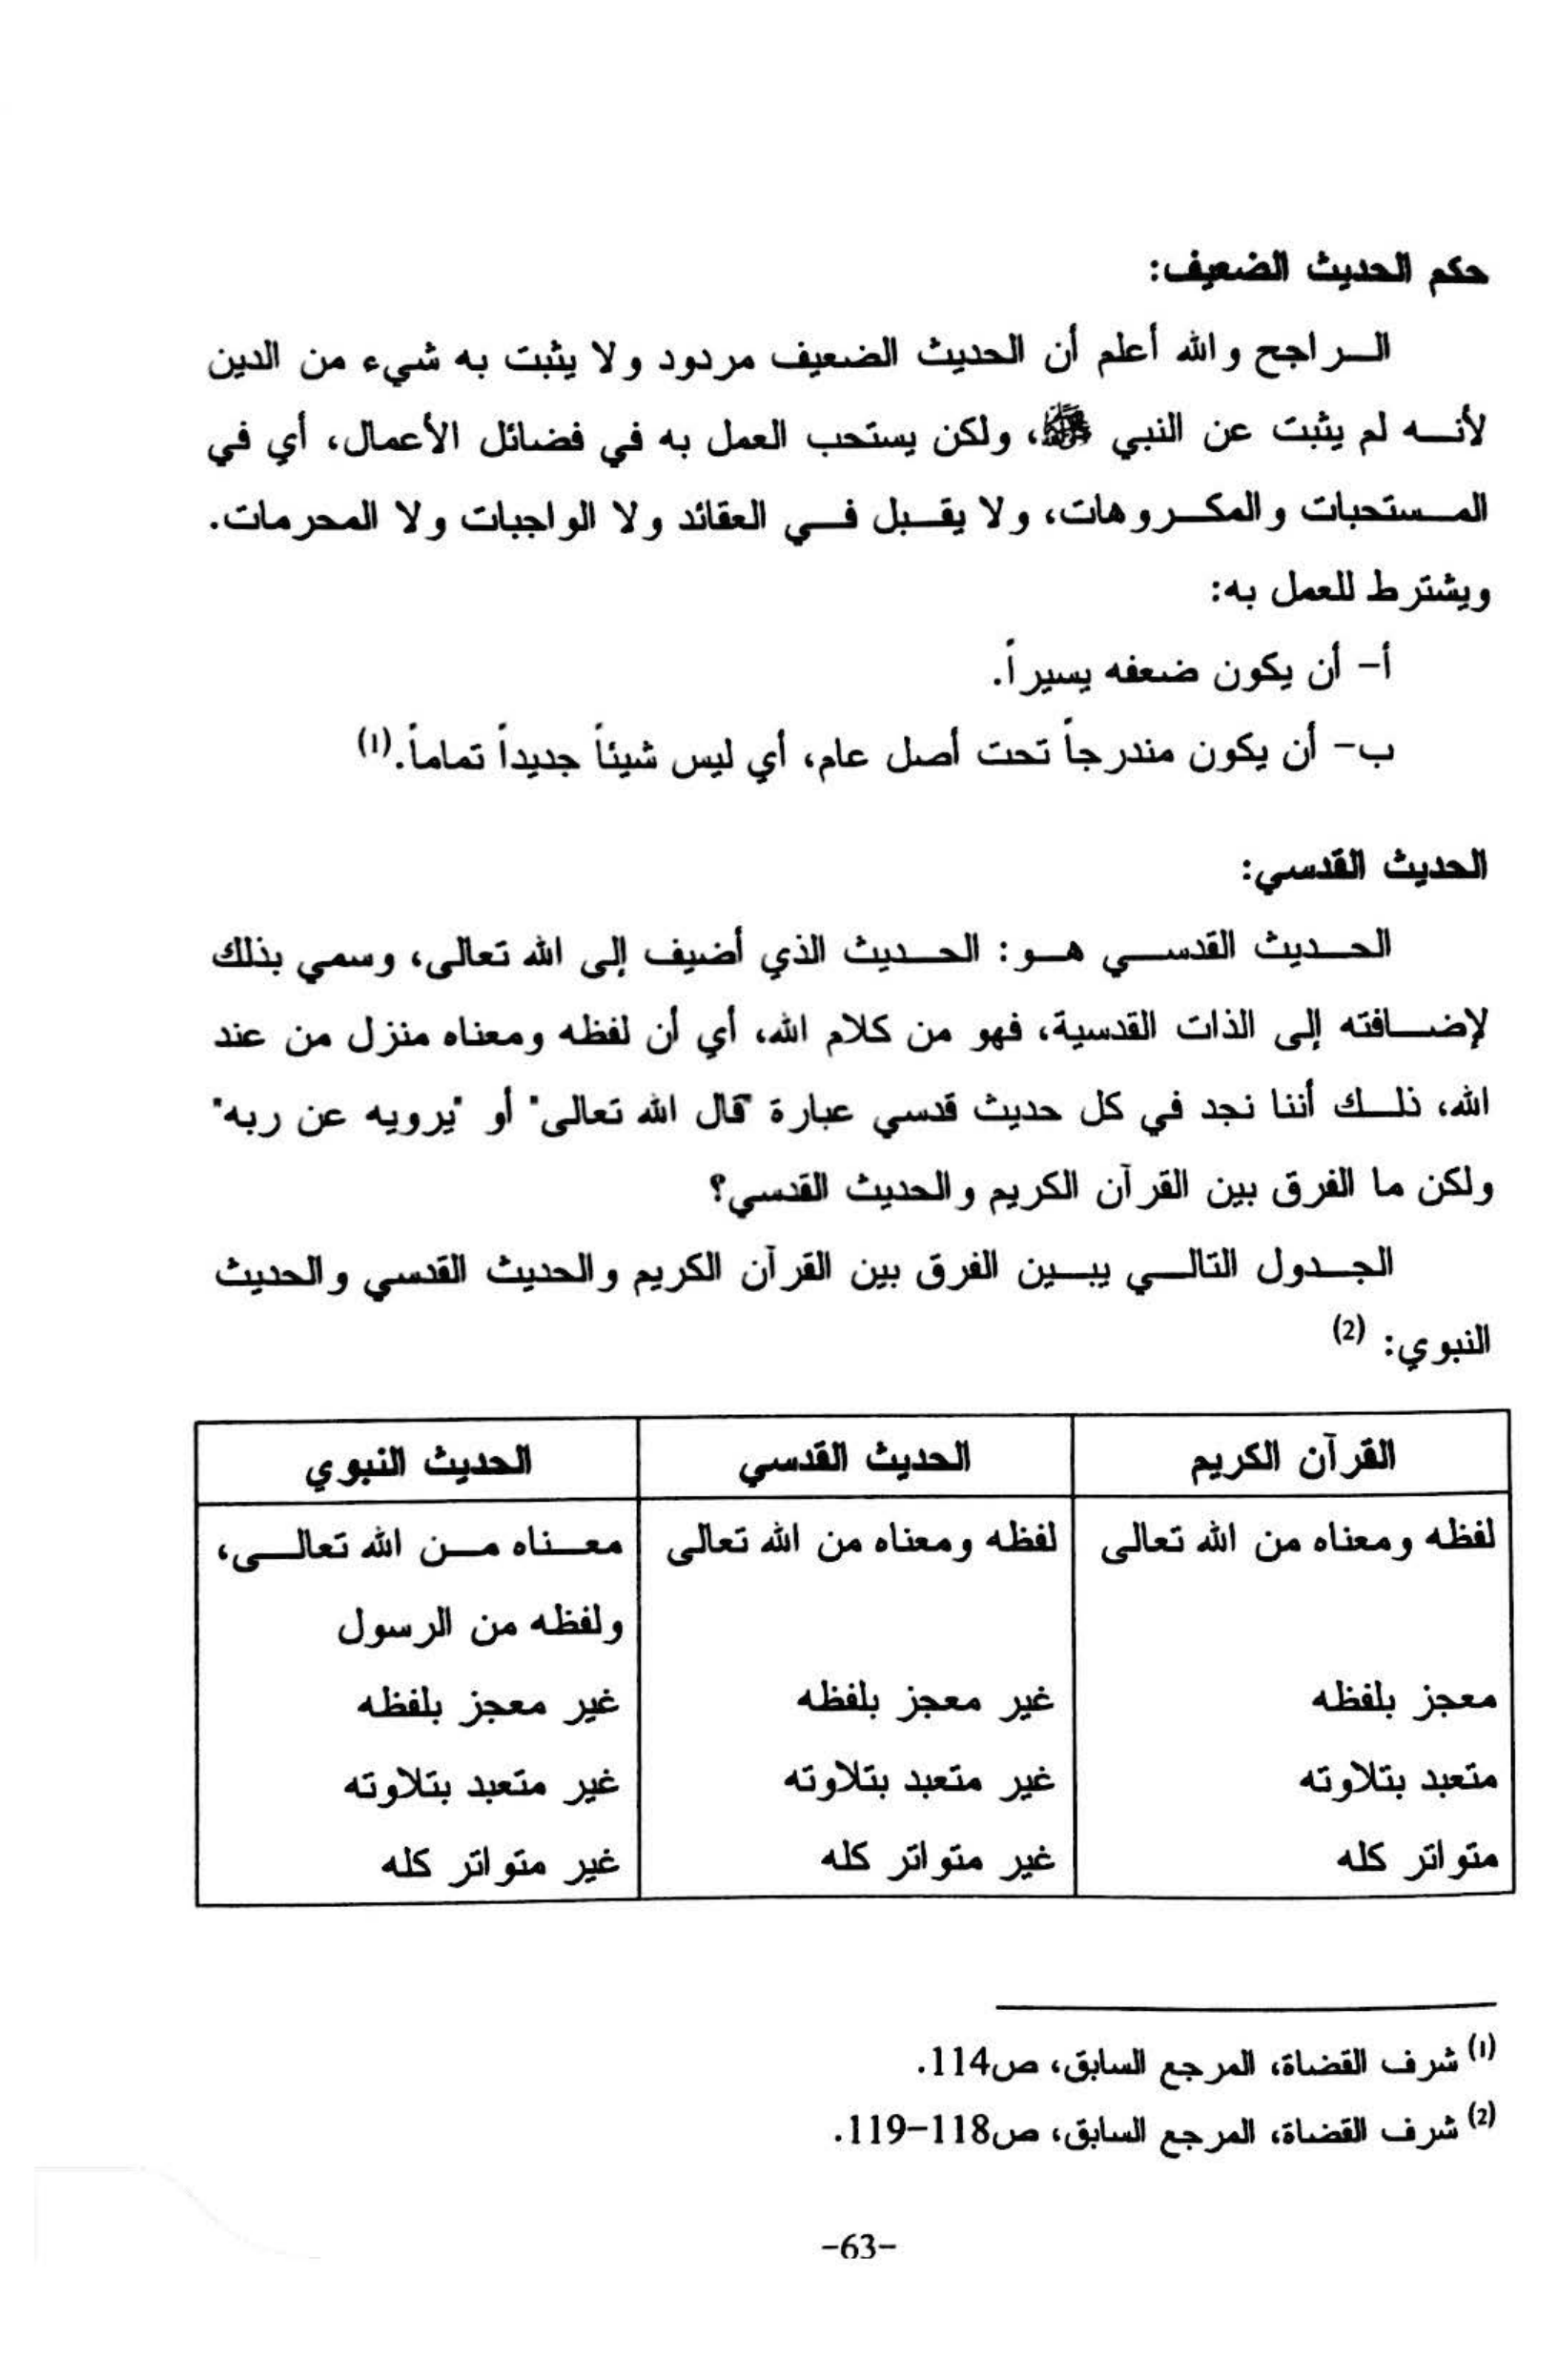 حكم الحديث الضعيف:
الراجح والله أعلم أن الحديث الضعيف مردود ولا يثبت به شيء من الدين
لأنه لم يثبت عن النبي ﷺ، ولكن يستحب العمل به في فضائل الأعمال، أي في
المستحبات والمكروهات، ولا يقبل في العقائد ولا الواجبات ولا المحرمات.
ويشترط للعمل به:
أ- أن يكون ضعفه يسيراً.
ب- أن يكون مندرجاً تحت أصل عام، أي ليس شيئاً جديداً تماماً.(1)
الحديث القدسي:
الحديث القدسي هو: الحديث الذي أضيف إلى الله تعالى، وسمي بذلك
لإضافته إلى الذات القدسية، فهو من كلام الله، أي أن لفظه ومعناه منزل من عند
الله، ذلك أننا نجد في كل حديث قدسي عبارة "قال الله تعالى" أو "يرويه عن ربه"
ولكن ما الفرق بين القرآن الكريم والحديث القدسي؟
الجدول التالي يبين الفرق بين القرآن الكريم والحديث القدسي والحديث
النبوي: (2)
القرآن الكريم الحديث القدسي الحديث النبوي
لفظه ومعناه من الله تعالى لفظه ومعناه من الله تعالى معناه من الله تعالى،
ولفظه من الرسول
معجز بلفظه غير معجز بلفظه غير معجز بلفظه
متعبد بتلاوته غير متعبد بتلاوته غير متعبد بتلاوته
متواتر كله غير متواتر كله غير متواتر كله
(1) شرف القضاة، المرجع السابق، ص114.
(2) شرف القضاة، المرجع السابق، ص118-119.
-63-